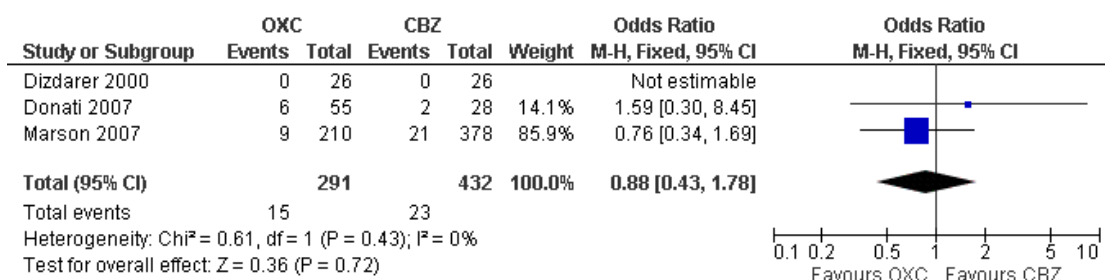 OXC CBZ Odds Ratio Odds Ratio
Study or Subgroup Events Total Events Total Weight M-H, Fixed, 95% CI M-H, Fixed, 95% CI
Dizdarer 2000 0 26 0 26 Not estimable
Donati 2007 6 55 2 28 14.1% 1.59 [0.30, 8.45]
Marson 2007 9 210 21 378 85.9% 0.76 [0.34, 1.69]
Total (95% CI) 291 432 100.0% 0.88 [0.43, 1.78]
Total events 15 23
Heterogeneity: Chi² = 0.61, df = 1 (P = 0.43); I² = 0%
Test for overall effect: Z = 0.36 (P = 0.72)
0.1 0.2 0.5 1 2 5 10
Favours OXC Favours CBZ